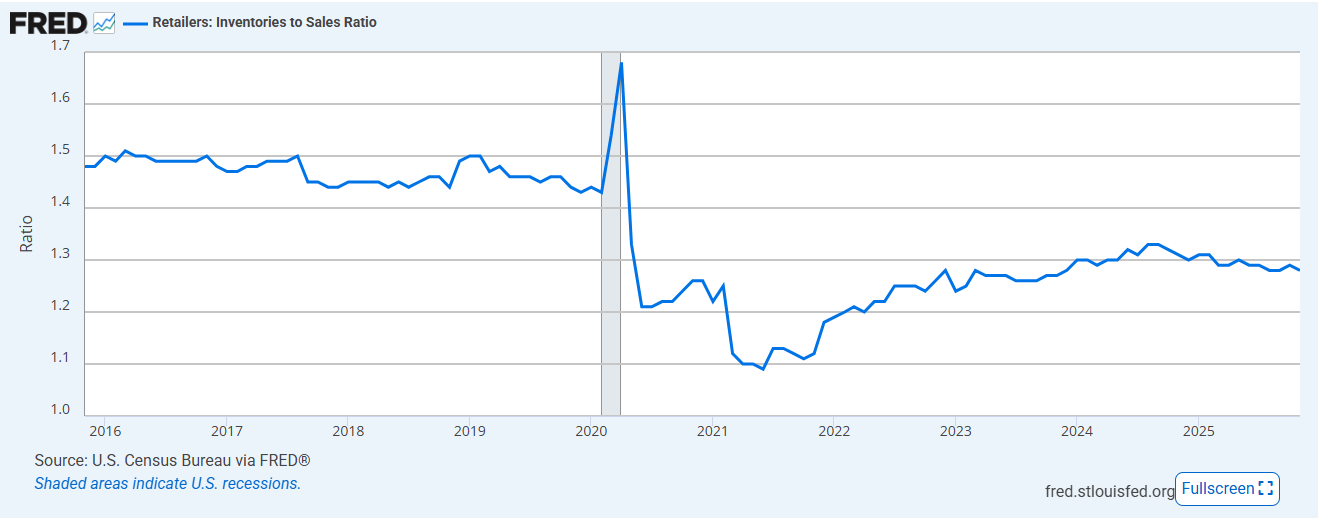 FRED® Retailers: Inventories to Sales Ratio
1.7
1.6
1.5
1.4
1.3
1.2
1.1
1.0
Ratio
2016 2017 2018 2019 2020 2021 2022 2023 2024 2025
Source: U.S. Census Bureau via FRED®
Shaded areas indicate U.S. recessions.
fred.stlouisfed.org Fullscreen